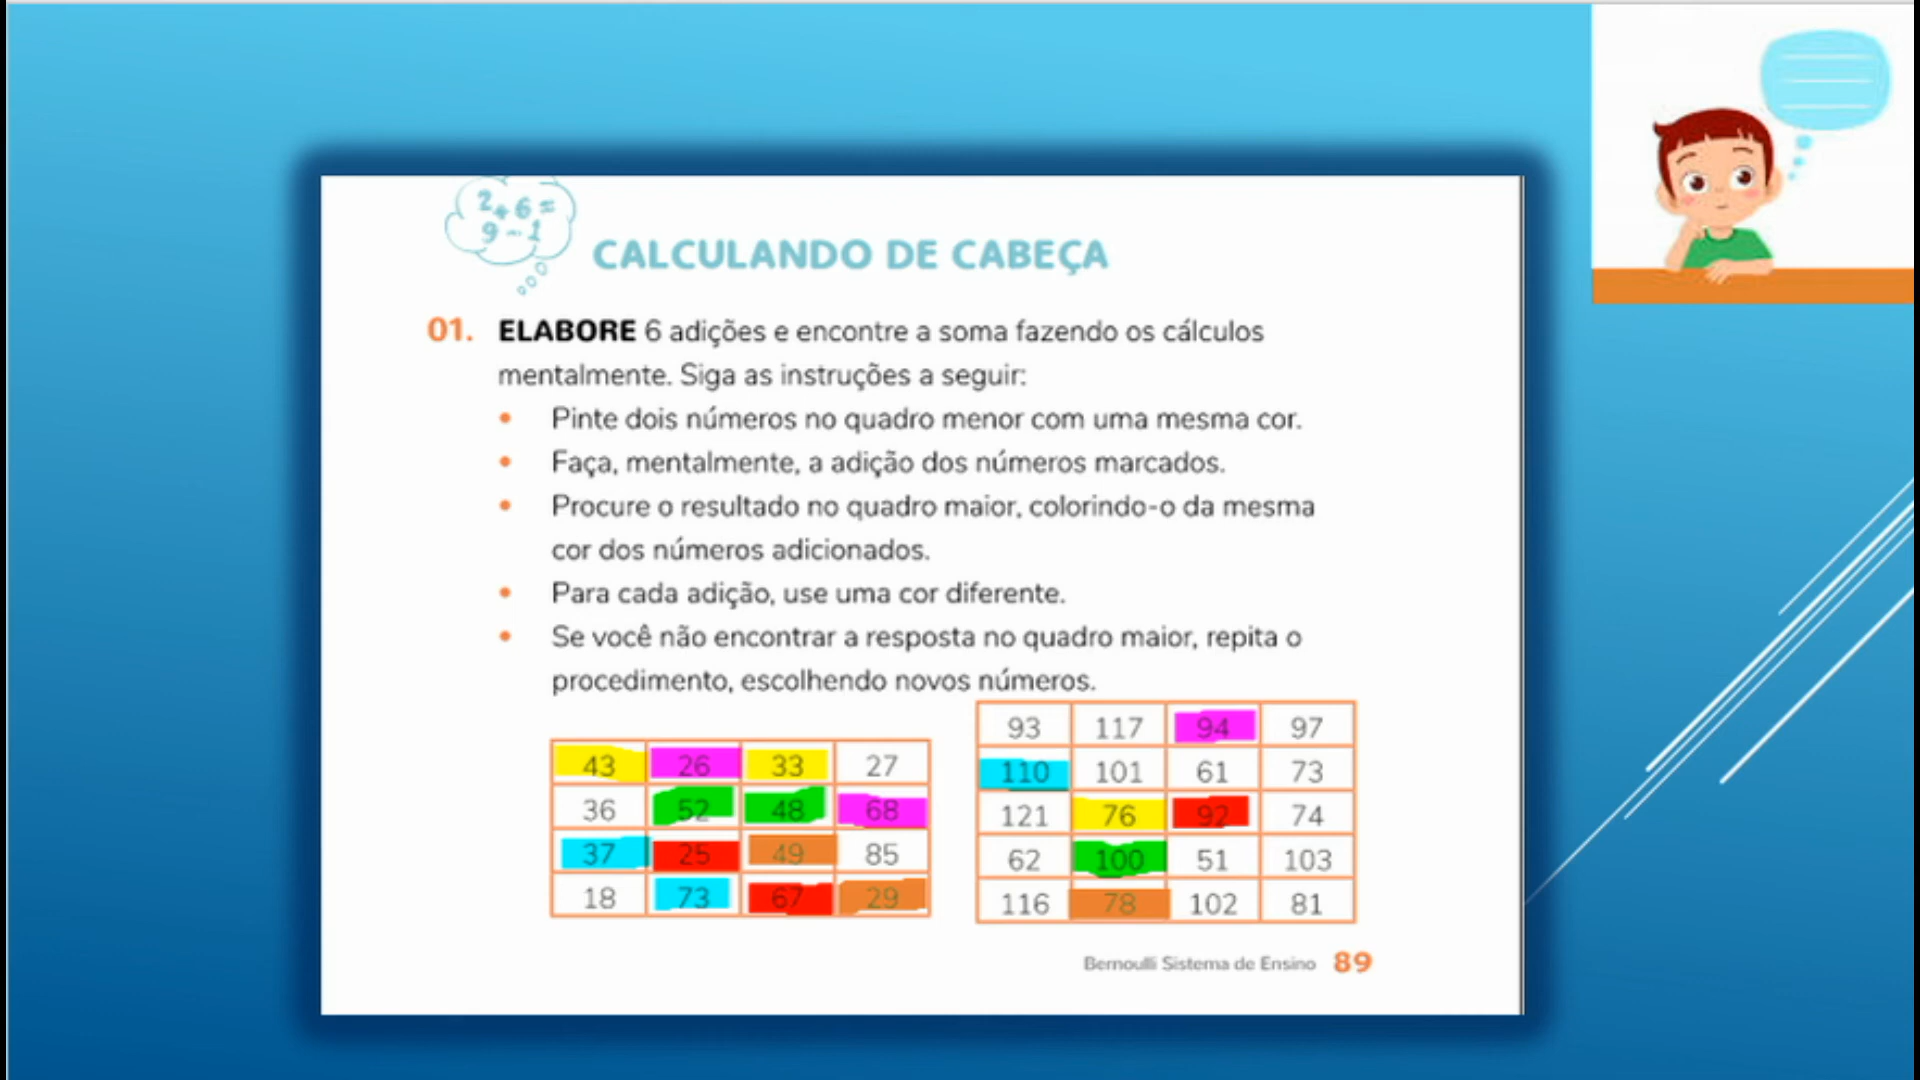 2+6=
9-1
CALCULANDO DE CABEÇA
01. ELABORE 6 adições e encontre a soma fazendo os cálculos
mentalmente. Siga as instruções a seguir:
• Pinte dois números no quadro menor com uma mesma cor.
• Faça, mentalmente, a adição dos números marcados.
• Procure o resultado no quadro maior, colorindo-o da mesma
cor dos números adicionados.
• Para cada adição, use uma cor diferente.
• Se você não encontrar a resposta no quadro maior, repita o
procedimento, escolhendo novos números.
43 26 33 27
36 52 48 68
37 25 49 85
18 73 67 29
93 117 94 97
110 101 61 73
121 76 92 74
62 100 51 103
116 78 102 81
Bernoulli Sistema de Ensino 89